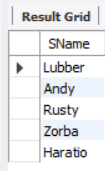 Result Grid
SName
Lubber
Andy
Rusty
Zorba
Haratio